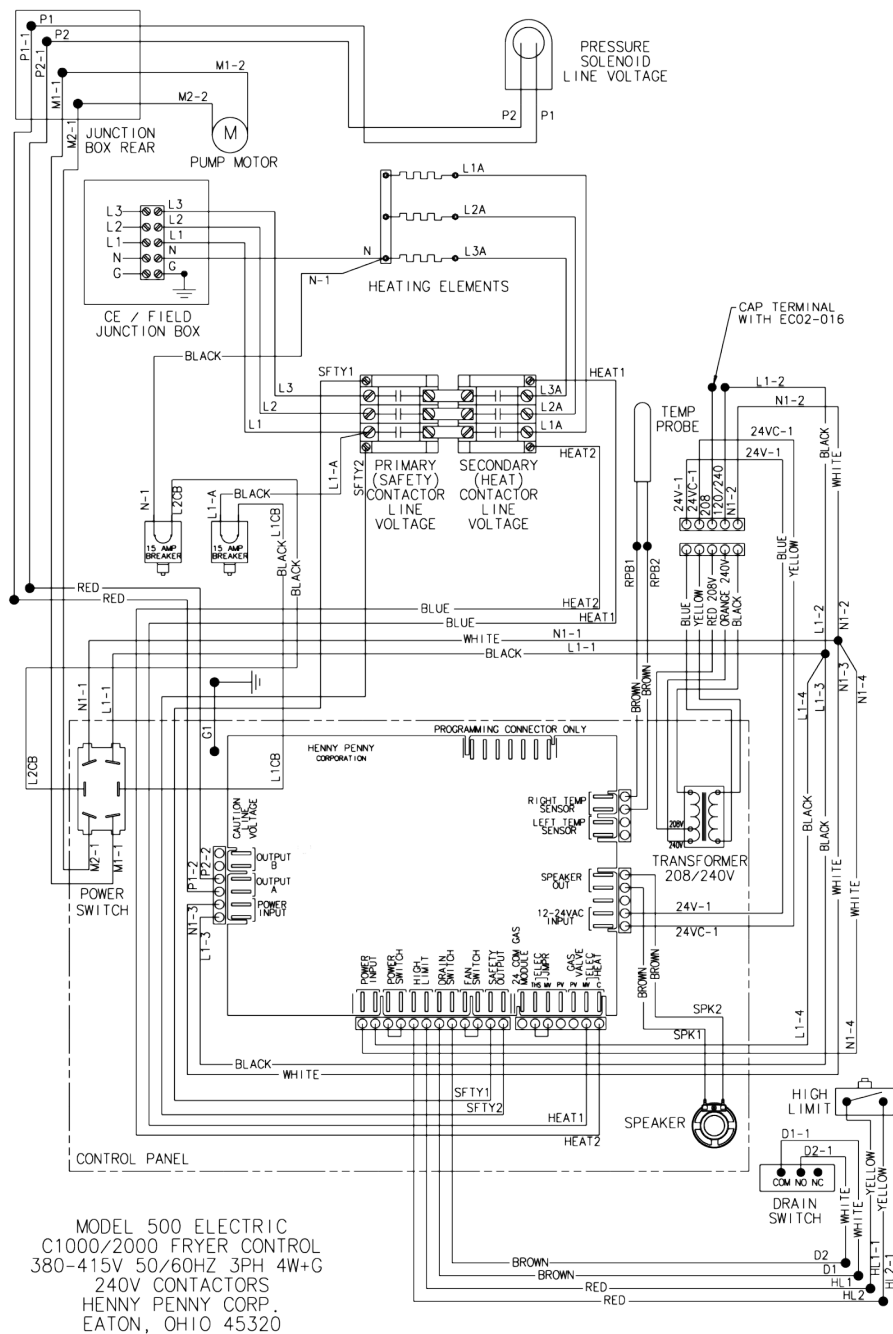 P1
P2
P1-1
P2-1
M1-1
M2-1
M1-2
M2-2
JUNCTION
BOX REAR
M
PUMP MOTOR
PRESSURE
SOLENOID
LINE VOLTAGE
P2
P1
L3
L2
L1
N
G
L3
L2
L1
N
G
CE / FIELD
JUNCTION BOX
L1A
L2A
L3A
N
N-1
HEATING ELEMENTS
BLACK
CAP TERMINAL
WITH EC02-016
SFTY1
L3
L2
L1
L1-A
SFTY2
L3A
L2A
L1A
HEAT1
HEAT2
PRIMARY
(SAFETY)
CONTACTOR
LINE
VOLTAGE
SECONDARY
(HEAT)
CONTACTOR
LINE
VOLTAGE
TEMP
PROBE
L1-2
N1-2
24VC-1
24V-1
BLACK
WHITE
24V-1
24VC-1
208
120/240
N1-2
N-1
L2CB
L1-A
BLACK
L1CB
BLACK
BLACK
15 AMP
BREAKER
15 AMP
BREAKER
RPB1
RPB2
BLUE
YELLOW
RED 208V
ORANGE 240V
BLACK
BLUE
YELLOW
RED
RED
BLUE
HEAT2
BLUE
HEAT1
WHITE
N1-1
BLACK
L1-1
L1-2
N1-2
N1-1
L1-1
BROWN
BROWN
L1-4
L1-3
N1-3
N1-4
G1
PROGRAMMING CONNECTOR ONLY
HENNY PENNY
CORPORATION
L2CB
L1CB
CAUTION
LINE
VOLTAGE
RIGHT TEMP
SENSOR
LEFT TEMP
SENSOR
208V
240V
TRANSFORMER
208/240V
BLACK
BLACK
WHITE
WHITE
M2-1
M1-1
POWER
SWITCH
P2-2
P1-2
N1-3
L1-3
OUTPUT
B
OUTPUT
A
POWER
INPUT
SPEAKER
OUT
12-24VAC
INPUT
24V-1
24VC-1
POWER
INPUT
POWER
SWITCH
HIGH
LIMIT
DRAIN
SWITCH
FAN
SWITCH
SAFETY
OUTPUT
24 COM GAS
MODULE
ELEC
JMPR
GAS
VALVE
ELEC
HEAT
THS
MV
PV
PV
MV
C
BROWN
BROWN
SPK2
SPK1
L1-4
N1-4
BLACK
WHITE
SFTY1
SFTY2
HEAT1
HEAT2
SPEAKER
HIGH
LIMIT
CONTROL PANEL
D1-1
D2-1
COM NO NC
DRAIN
SWITCH
WHITE
WHITE
YELLOW
YELLOW
BROWN
D2
BROWN
D1
RED
HL1
RED
HL2
HL1-1
HL2-1
MODEL 500 ELECTRIC
C1000/2000 FRYER CONTROL
380-415V 50/60HZ 3PH 4W+G
240V CONTACTORS
HENNY PENNY CORP.
EATON, OHIO 45320